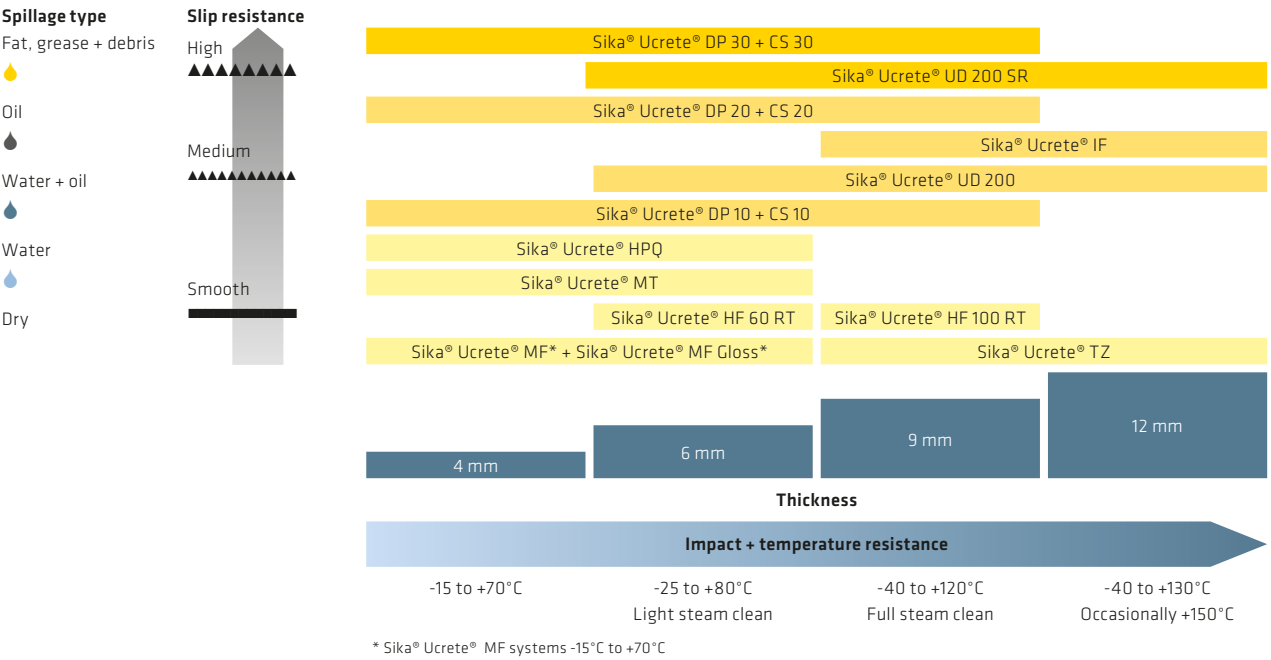 Spillage type
Fat, grease + debris
Oil
Water + oil
Water
Dry
Slip resistance
High
Medium
Smooth
Sika® Ucrete® DP 30 + CS 30
Sika® Ucrete® UD 200 SR
Sika® Ucrete® DP 20 + CS 20
Sika® Ucrete® IF
Sika® Ucrete® UD 200
Sika® Ucrete® DP 10 + CS 10
Sika® Ucrete® HPQ
Sika® Ucrete® MT
Sika® Ucrete® HF 60 RT
Sika® Ucrete® HF 100 RT
Sika® Ucrete® MF* + Sika® Ucrete® MF Gloss*
Sika® Ucrete® TZ
4 mm
6 mm
9 mm
12 mm
Thickness
Impact + temperature resistance
-15 to +70°C
-25 to +80°C
Light steam clean
-40 to +120°C
Full steam clean
-40 to +130°C
Occasionally +150°C
* Sika® Ucrete® MF systems -15°C to +70°C